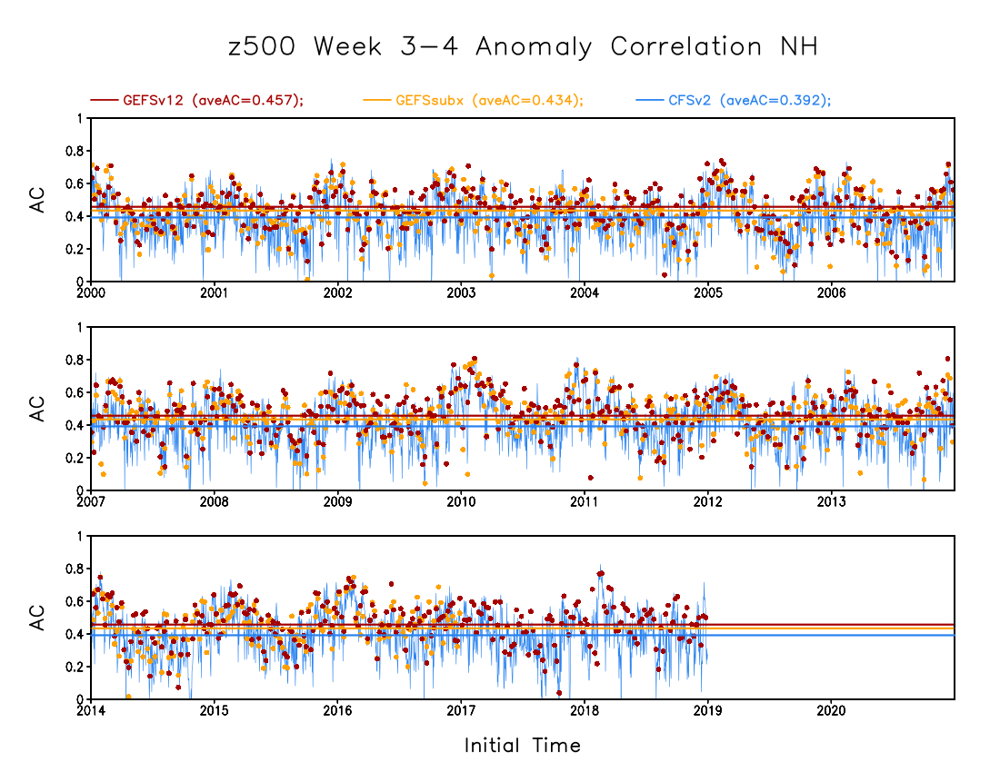 z500 Week 3-4 Anomaly Correlation NH
GEFSv12 (aveAC=0.457); GEFSsubx (aveAC=0.434); CFSv2 (aveAC=0.392);
1
0.8
0.6
0.4
0.2
0
AC
2000 2001 2002 2003 2004 2005 2006
1
0.8
0.6
0.4
0.2
0
AC
2007 2008 2009 2010 2011 2012 2013
1
0.8
0.6
0.4
0.2
0
AC
2014 2015 2016 2017 2018 2019 2020
Initial Time